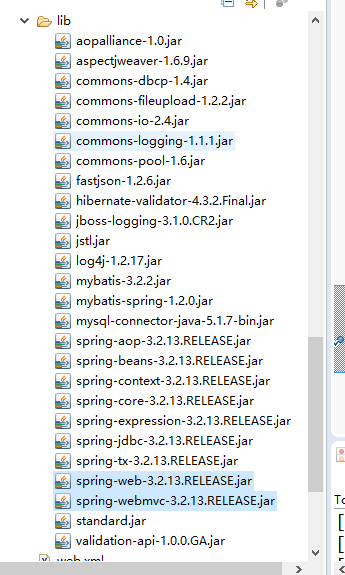 lib
aopalliance-1.0.jar
aspectjweaver-1.6.9.jar
commons-dbcp-1.4.jar
commons-fileupload-1.2.2.jar
commons-io-2.4.jar
commons-logging-1.1.1.jar
commons-pool-1.6.jar
fastjson-1.2.6.jar
hibernate-validator-4.3.2.Final.jar
jboss-logging-3.1.0.CR2.jar
jstl.jar
log4j-1.2.17.jar
mybatis-3.2.2.jar
mybatis-spring-1.2.0.jar
mysql-connector-java-5.1.7-bin.jar
spring-aop-3.2.13.RELEASE.jar
spring-beans-3.2.13.RELEASE.jar
spring-context-3.2.13.RELEASE.jar
spring-core-3.2.13.RELEASE.jar
spring-expression-3.2.13.RELEASE.jar
spring-jdbc-3.2.13.RELEASE.jar
spring-tx-3.2.13.RELEASE.jar
spring-web-3.2.13.RELEASE.jar
spring-webmvc-3.2.13.RELEASE.jar
standard.jar
validation-api-1.0.0.GA.jar